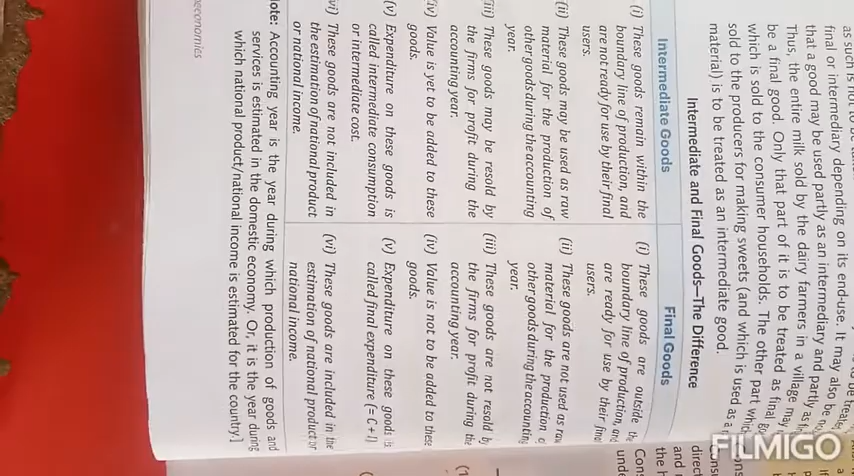 as such is not to be
final or intermediary depending on its end-use. It may also be
that a good may be used partly as an intermediary and partly as
Thus, the entire milk sold by the dairy farmers in a village may
be a final good. Only that part of it is to be treated as final
which is sold to the consumer households. The other part which
sold to the producers for making sweets (and which is used as a
material) is to be treated as an intermediate good.
Intermediate and Final Goods—The Difference
Intermediate Goods
(i) These goods remain within the
boundary line of production, and
are not ready for use by their final
users.
(ii) These goods may be used as raw
material for the production of
other goods during the accounting
year.
(iii) These goods may be resold by
the firms for profit during the
accounting year.
(iv) Value is yet to be added to these
goods.
(v) Expenditure on these goods is
called intermediate consumption
or intermediate cost.
(vi) These goods are not included in
the estimation of national product
or national income.
Final Goods
(i) These goods are outside the
boundary line of production, and
are ready for use by their final
users.
(ii) These goods are not used as raw
material for the production of
other goods during the accounting
year.
(iii) These goods are not resold by
the firms for profit during the
accounting year.
(iv) Value is not to be added to these
goods.
(v) Expenditure on these goods is
called final expenditure (= C + I)
(vi) These goods are included in the
estimation of national product or
national income.
ote: Accounting year is the year during which production of goods and
services is estimated in the domestic economy. Or, it is the year during
which national product/national income is estimated for the country.]
oeconomics
direct
and
the
Con
unde
FILMIGO